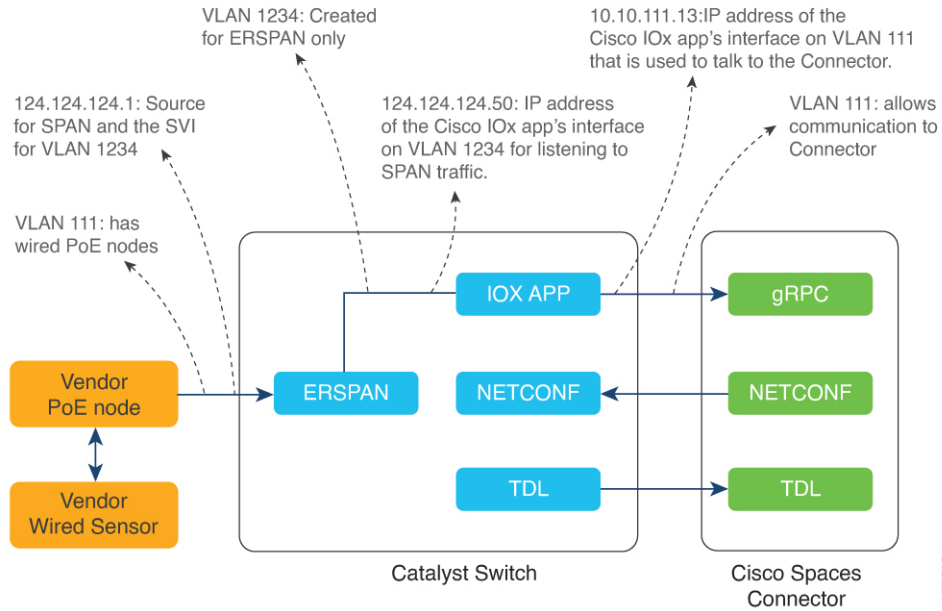 VLAN 1234: Created
for ERSPAN only
10.10.111.13:IP address of the
Cisco IOx app's interface on VLAN 111
that is used to talk to the Connector.
124.124.124.1: Source
for SPAN and the SVI
for VLAN 1234
124.124.124.50: IP address
of the Cisco IOx app's interface
on VLAN 1234 for listening to
SPAN traffic.
VLAN 111: allows
communication to
Connector
VLAN 111: has
wired PoE nodes
IOX APP
gRPC
Vendor
PoE node
ERSPAN
NETCONF
NETCONF
Vendor
Wired Sensor
TDL
TDL
Catalyst Switch
Cisco Spaces
Connector